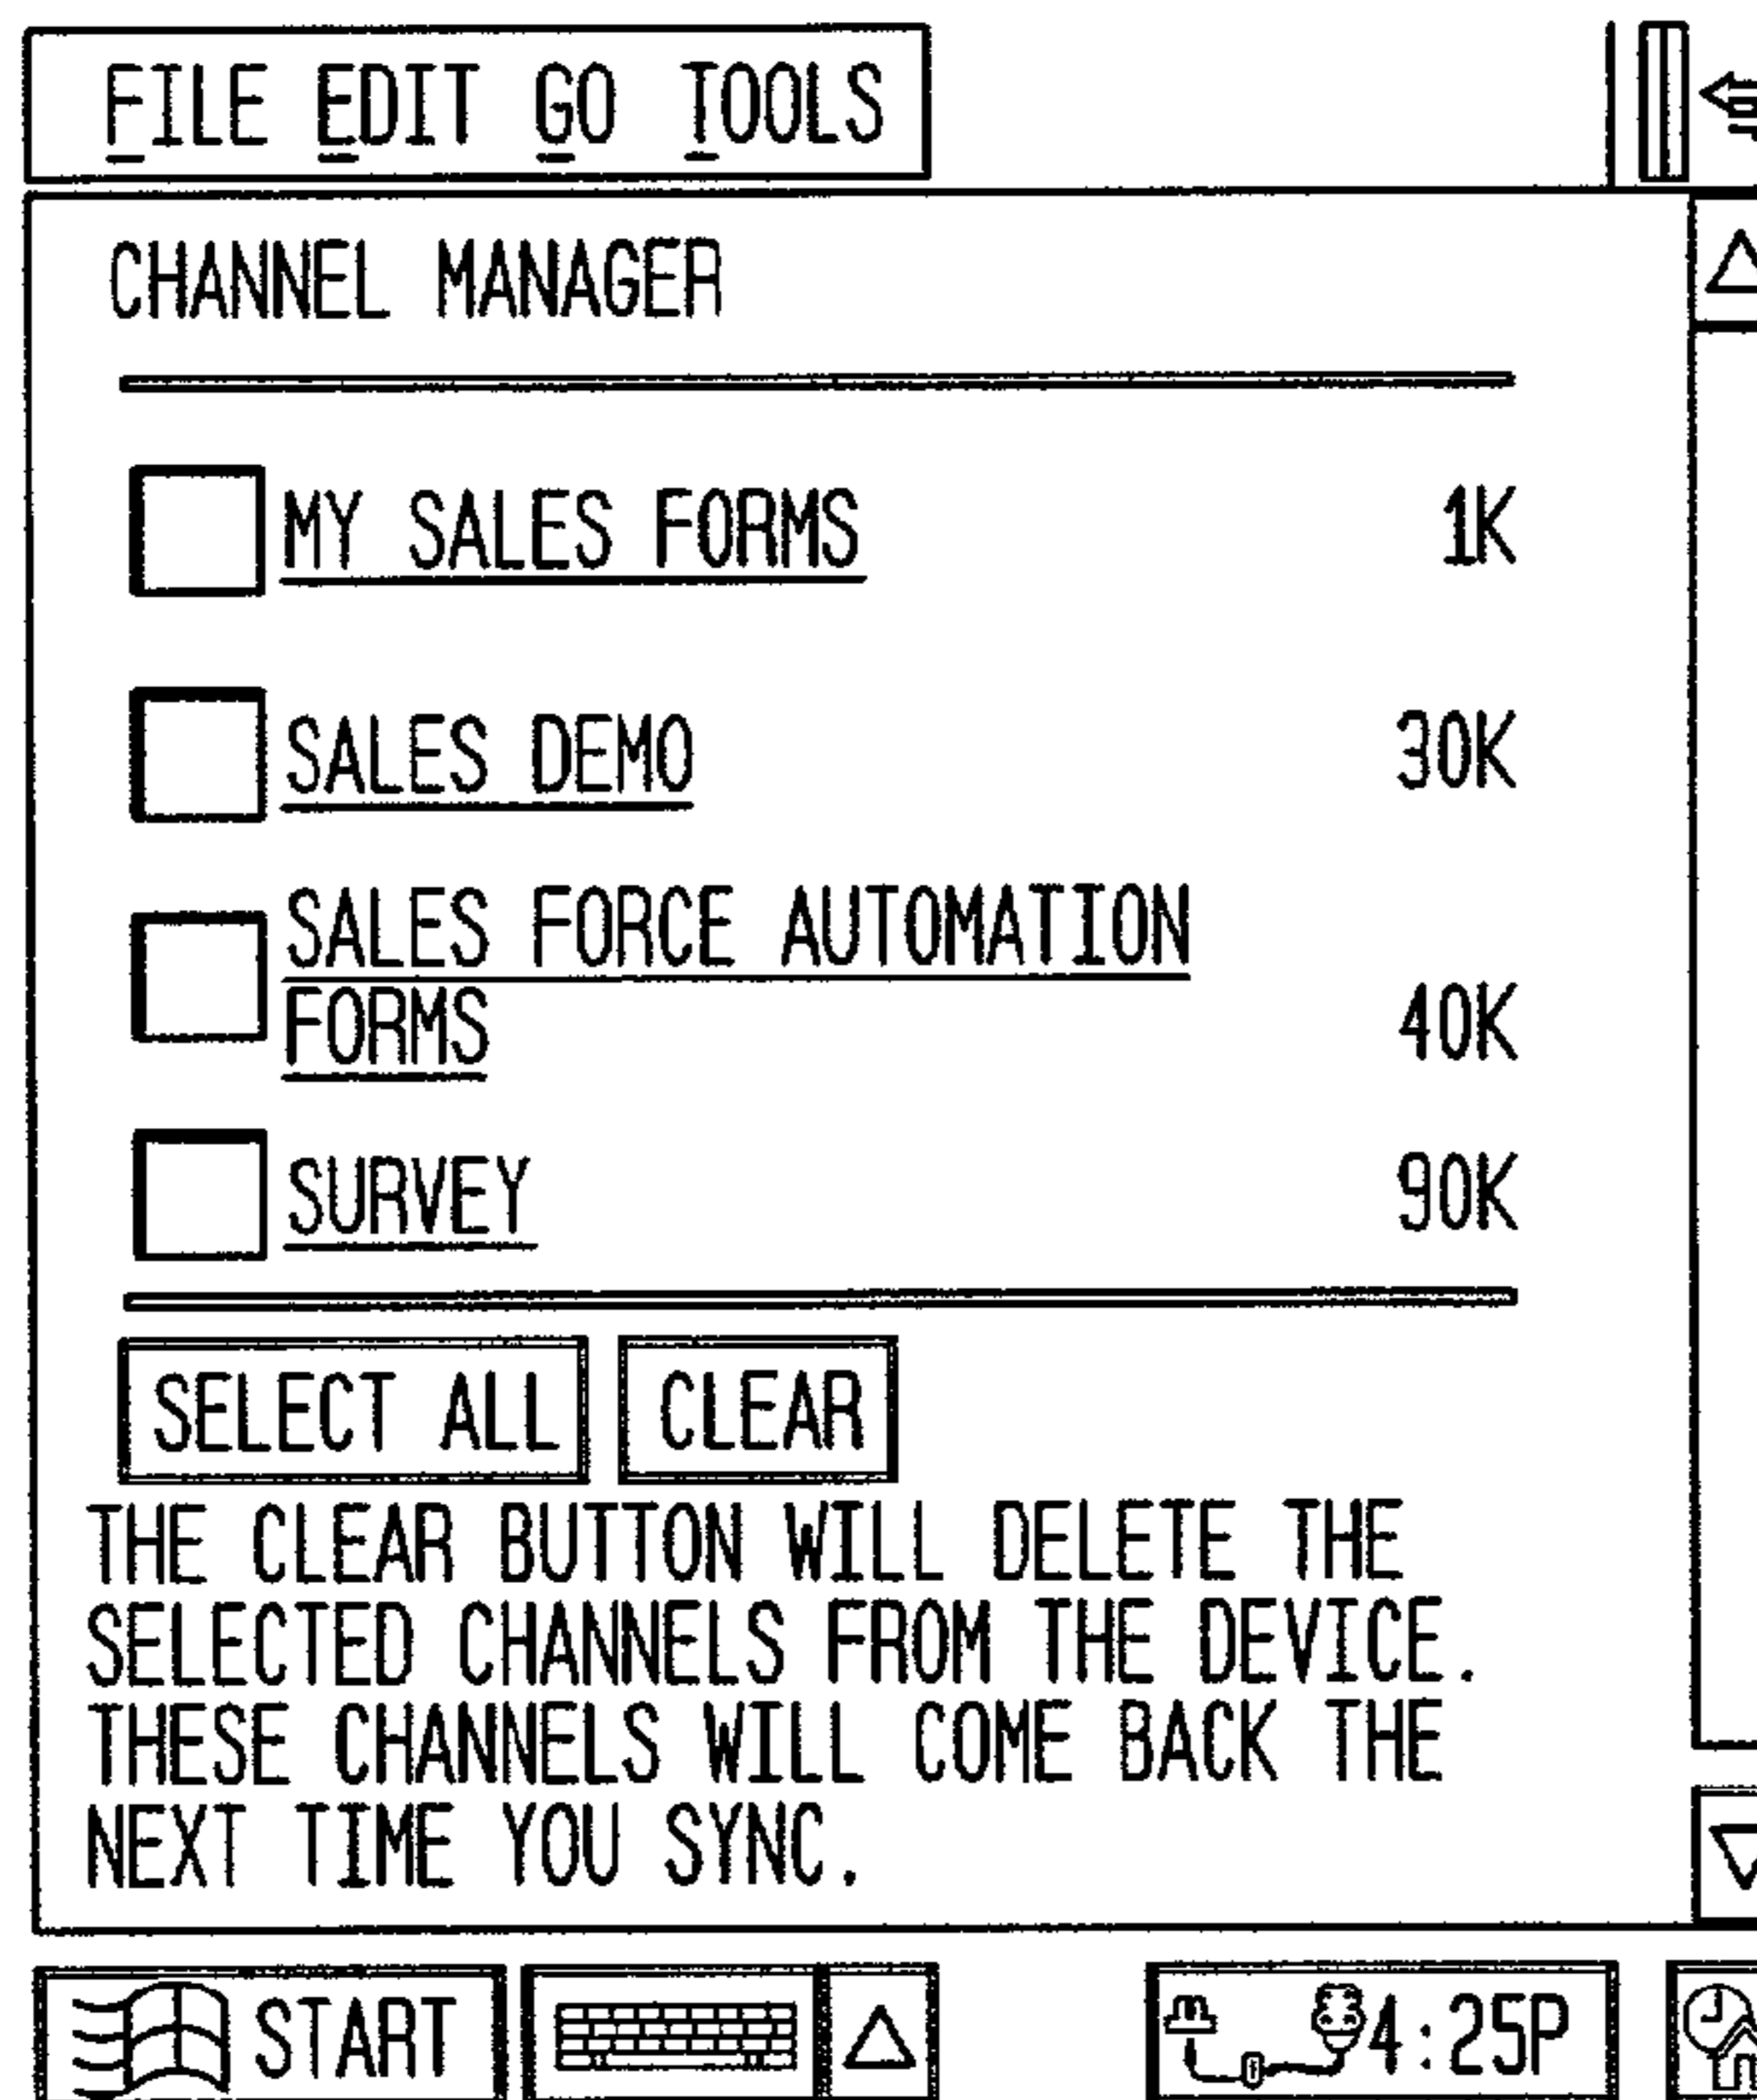 FILE EDIT GO TOOLS
CHANNEL MANAGER
MY SALES FORMS 1K
SALES DEMO 30K
SALES FORCE AUTOMATION
FORMS 40K
SURVEY 90K
SELECT ALL CLEAR
THE CLEAR BUTTON WILL DELETE THE
SELECTED CHANNELS FROM THE DEVICE.
THESE CHANNELS WILL COME BACK THE
NEXT TIME YOU SYNC.
START 4:25P